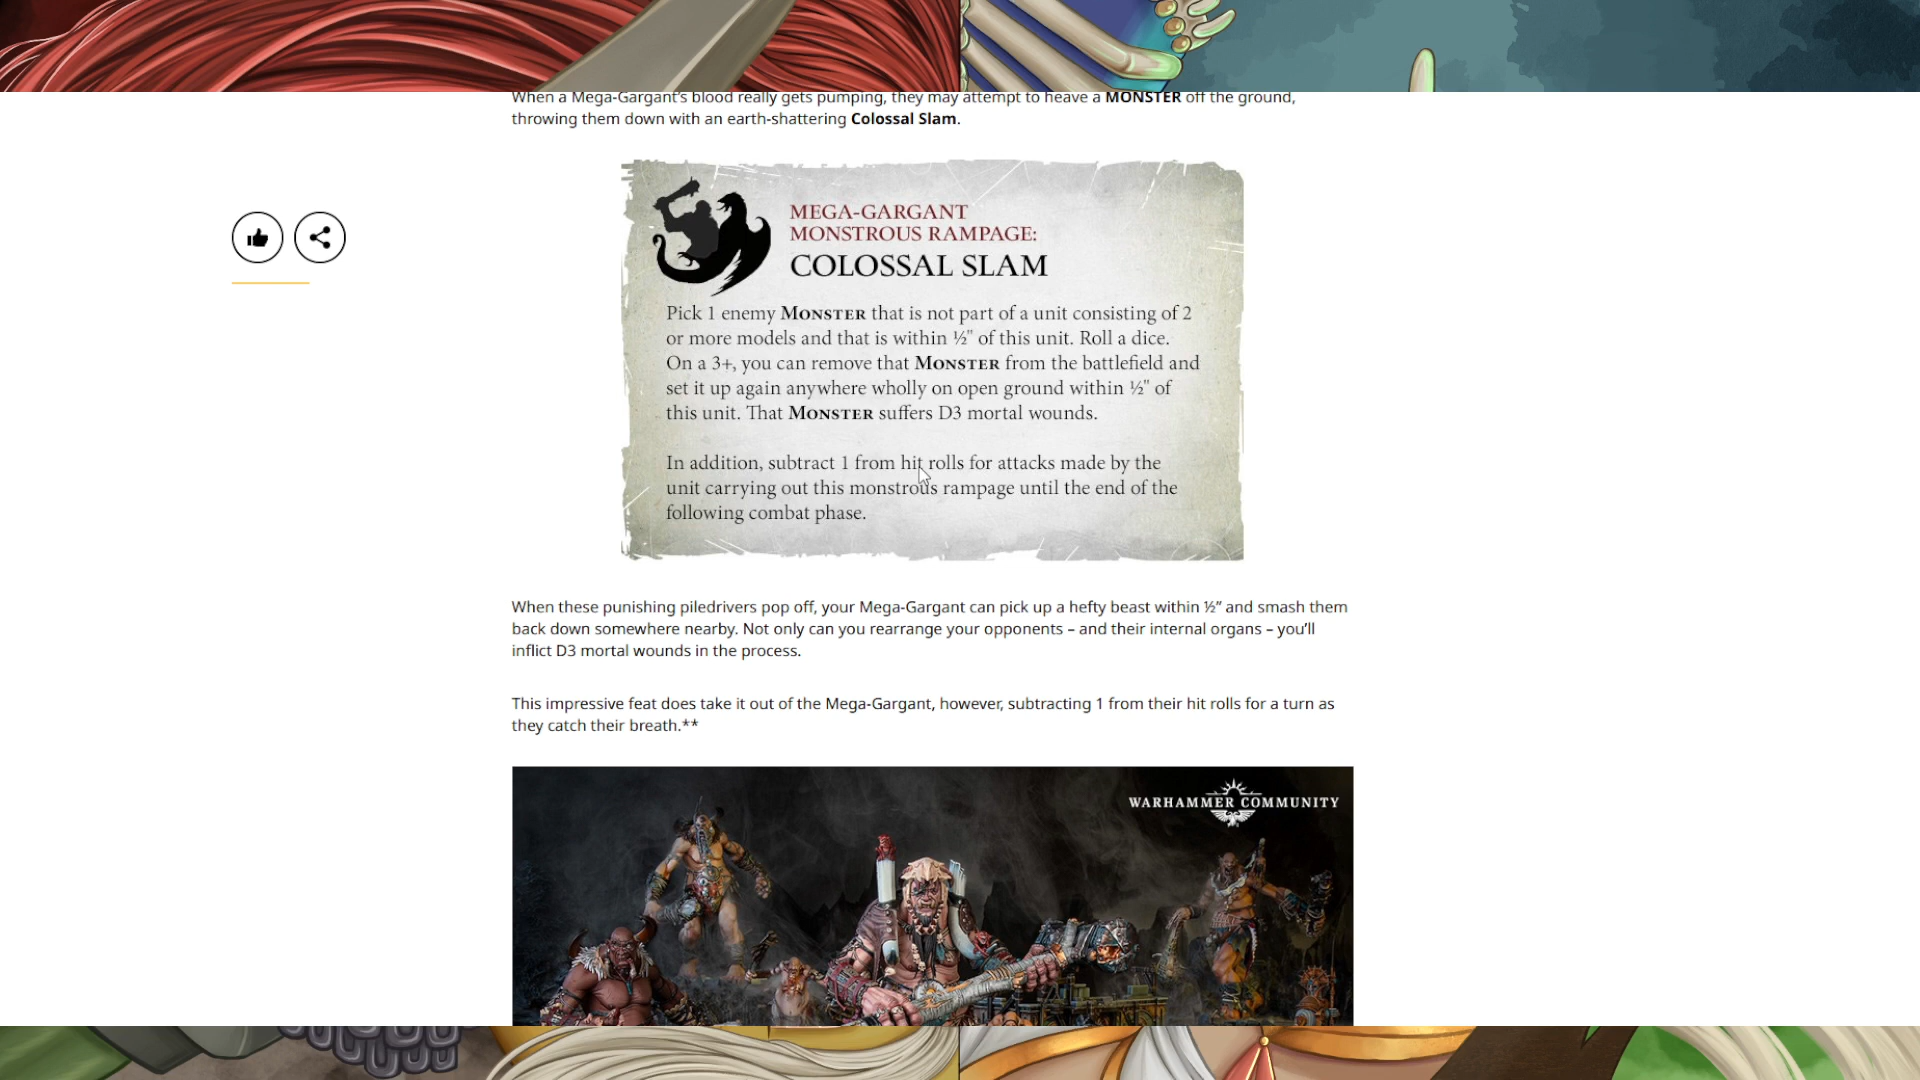 When a Mega-Gargant’s blood really gets pumping, they may attempt to heave a MONSTER off the ground,
throwing them down with an earth-shattering Colossal Slam.
MEGA-GARGANT
MONSTROUS RAMPAGE:
COLOSSAL SLAM
Pick 1 enemy MONSTER that is not part of a unit consisting of 2
or more models and that is within ½" of this unit. Roll a dice.
On a 3+, you can remove that MONSTER from the battlefield and
set it up again anywhere wholly on open ground within ½" of
this unit. That MONSTER suffers D3 mortal wounds.
In addition, subtract 1 from hit rolls for attacks made by the
unit carrying out this monstrous rampage until the end of the
following combat phase.
When these punishing piledrivers pop off, your Mega-Gargant can pick up a hefty beast within ½” and smash them
back down somewhere nearby. Not only can you rearrange your opponents – and their internal organs – you’ll
inflict D3 mortal wounds in the process.
This impressive feat does take it out of the Mega-Gargant, however, subtracting 1 from their hit rolls for a turn as
they catch their breath.**
WARHAMMER COMMUNITY